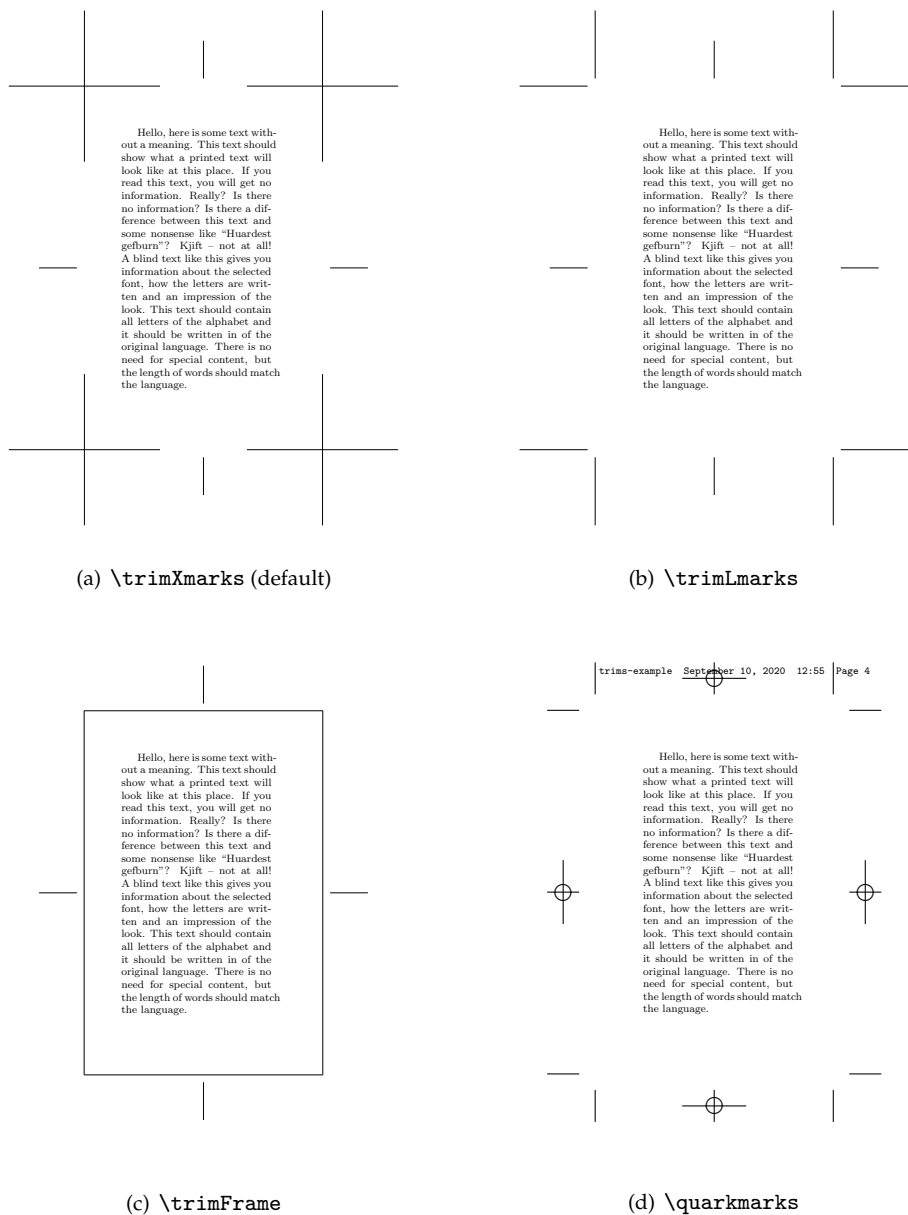 Hello, here is some text with-
out a meaning. This text should
show what a printed text will
look like at this place. If you
read this text, you will get no
information. Really? Is there
no information? Is there a dif-
ference between this text and
some nonsense like “Huardest
gefburn”? Kjift – not at all!
A blind text like this gives you
information about the selected
font, how the letters are writ-
ten and an impression of the
look. This text should contain
all letters of the alphabet and
it should be written in of the
original language. There is no
need for special content, but
the length of words should match
the language.
(a) \trimXmarks (default)
Hello, here is some text with-
out a meaning. This text should
show what a printed text will
look like at this place. If you
read this text, you will get no
information. Really? Is there
no information? Is there a dif-
ference between this text and
some nonsense like “Huardest
gefburn”? Kjift – not at all!
A blind text like this gives you
information about the selected
font, how the letters are writ-
ten and an impression of the
look. This text should contain
all letters of the alphabet and
it should be written in of the
original language. There is no
need for special content, but
the length of words should match
the language.
(b) \trimLmarks
Hello, here is some text with-
out a meaning. This text should
show what a printed text will
look like at this place. If you
read this text, you will get no
information. Really? Is there
no information? Is there a dif-
ference between this text and
some nonsense like “Huardest
gefburn”? Kjift – not at all!
A blind text like this gives you
information about the selected
font, how the letters are writ-
ten and an impression of the
look. This text should contain
all letters of the alphabet and
it should be written in of the
original language. There is no
need for special content, but
the length of words should match
the language.
(c) \trimFrame
trims-example September 10, 2020 12:55 Page 4
Hello, here is some text with-
out a meaning. This text should
show what a printed text will
look like at this place. If you
read this text, you will get no
information. Really? Is there
no information? Is there a dif-
ference between this text and
some nonsense like “Huardest
gefburn”? Kjift – not at all!
A blind text like this gives you
information about the selected
font, how the letters are writ-
ten and an impression of the
look. This text should contain
all letters of the alphabet and
it should be written in of the
original language. There is no
need for special content, but
the length of words should match
the language.
(d) \quarkmarks